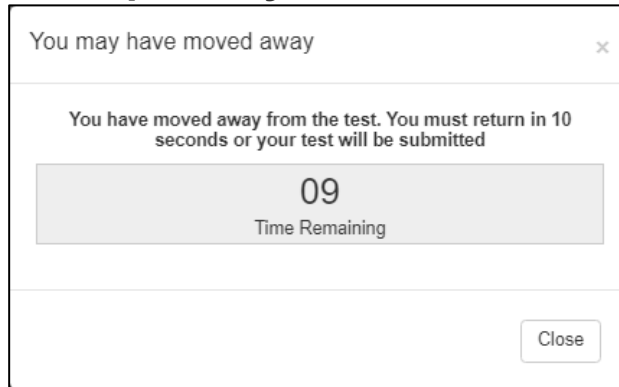 You may have moved away ×
You have moved away from the test. You must return in 10
seconds or your test will be submitted
09
Time Remaining
Close